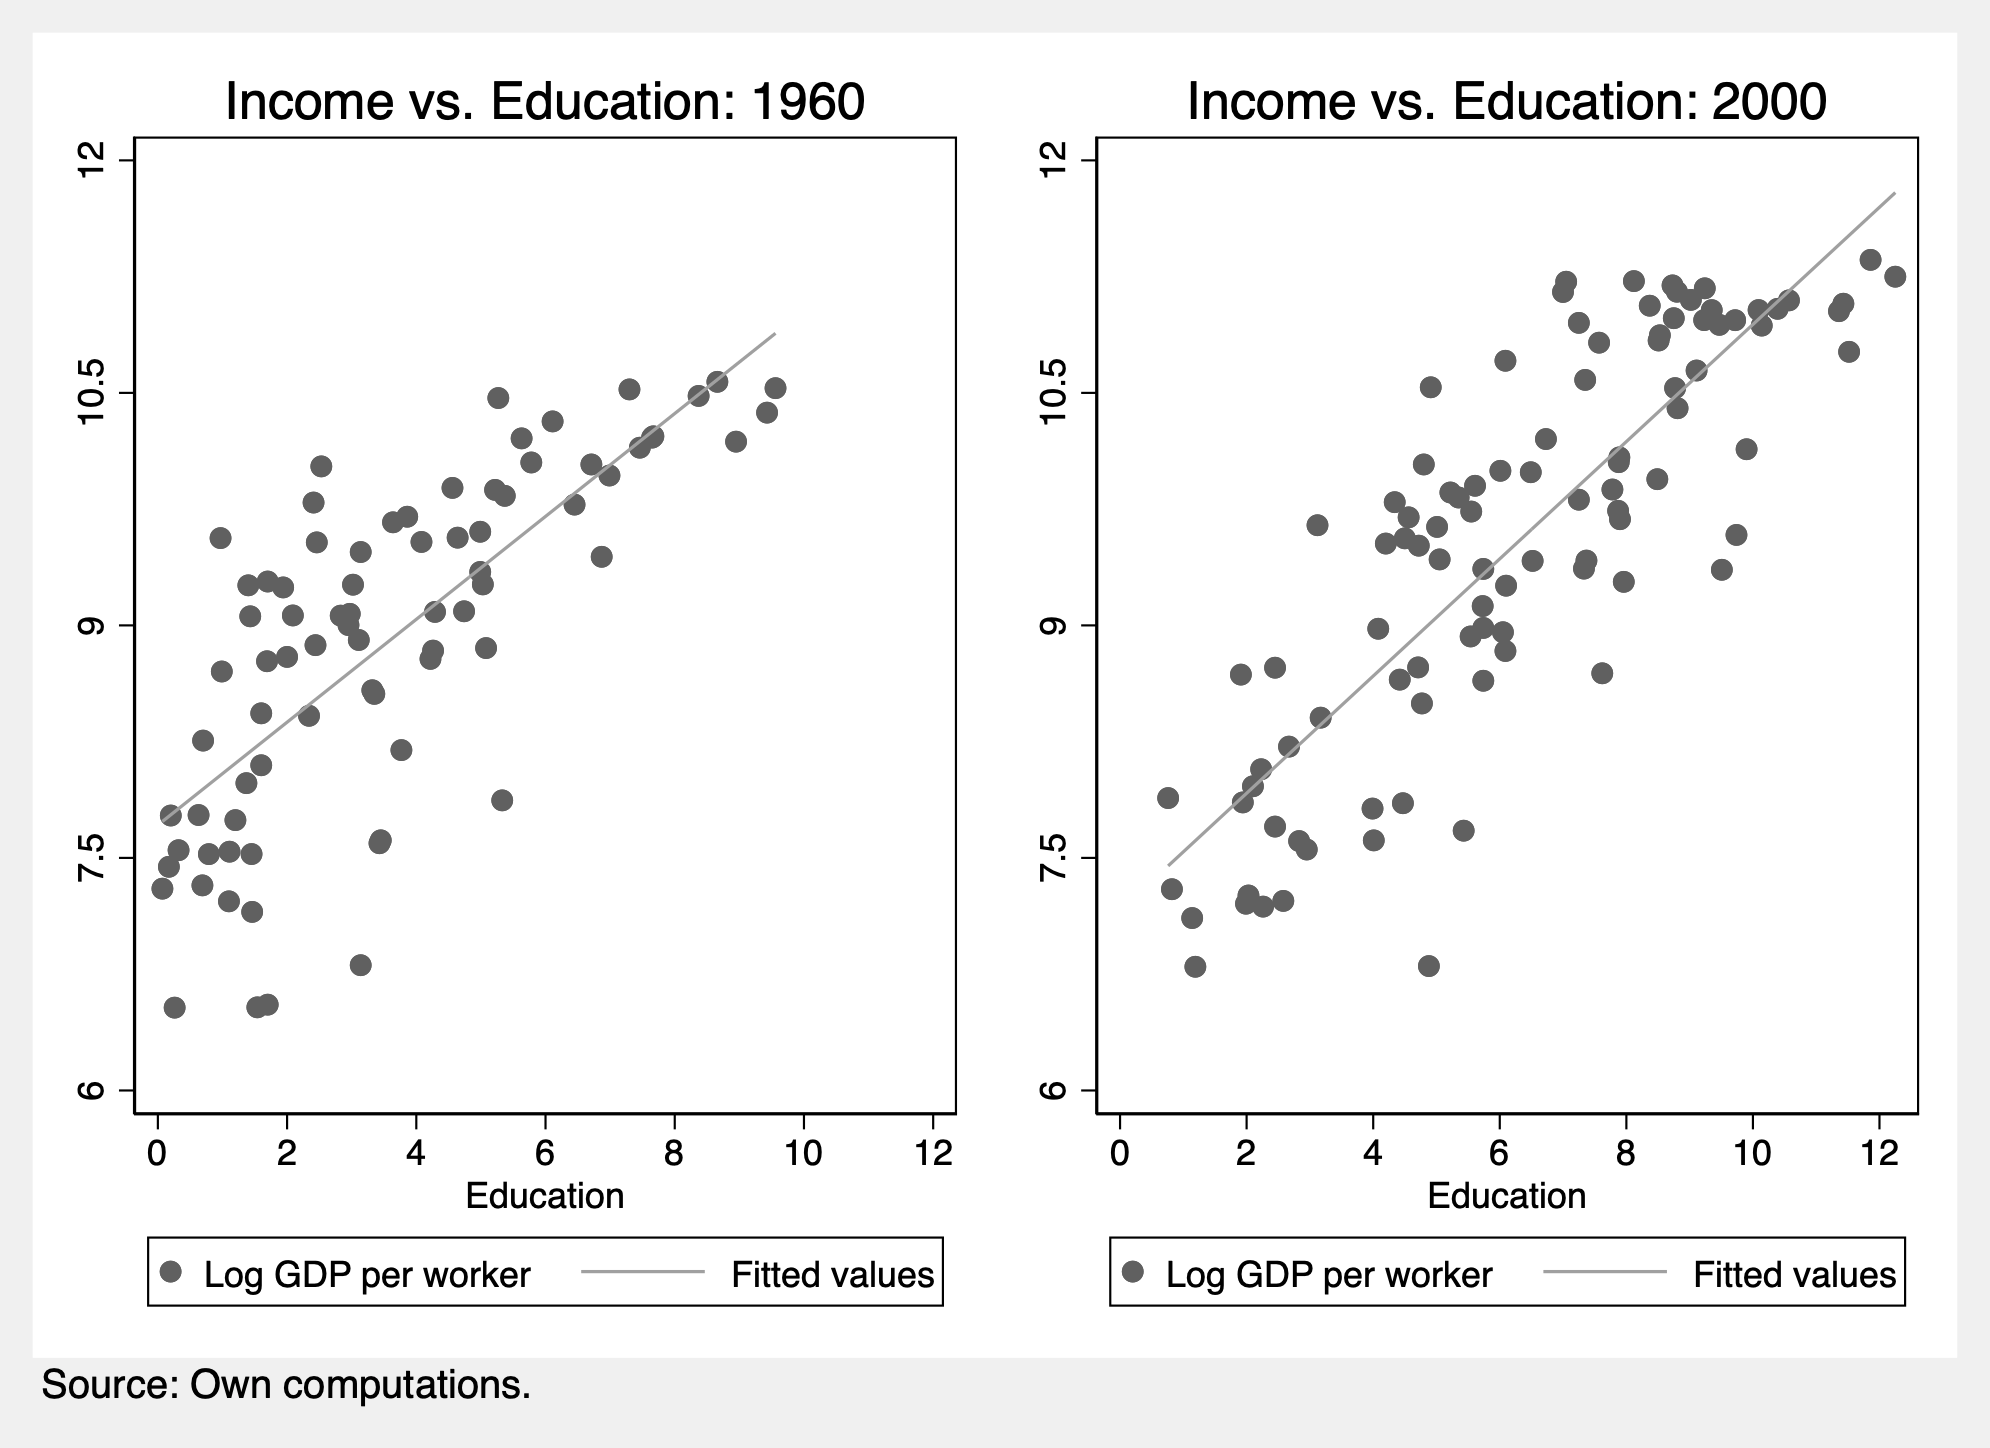 Income vs. Education: 1960
12
10.5
9
7.5
6
0 2 4 6 8 10 12
Education
Log GDP per worker Fitted values
Income vs. Education: 2000
12
10.5
9
7.5
6
0 2 4 6 8 10 12
Education
Log GDP per worker Fitted values
Source: Own computations.